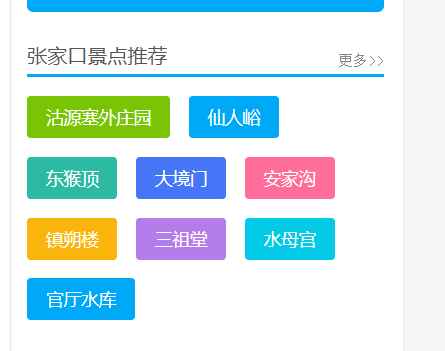 张家口景点推荐 更多>>
沽源塞外庄园 仙人峪
东猴顶 大境门 安家沟
镇朔楼 三祖堂 水母宫
官厅水库